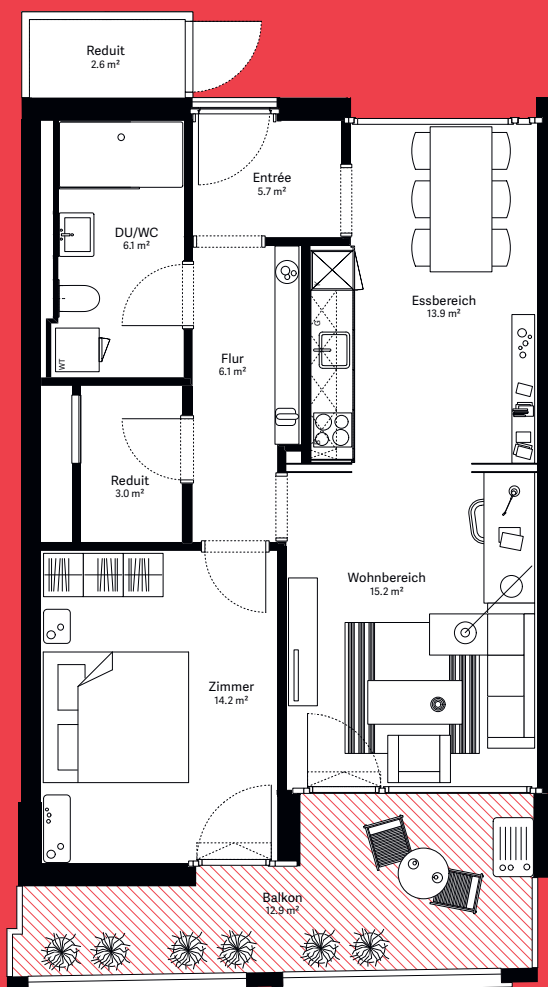 Reduit
2.6 m²
Entrée
5.7 m²
DU/WC
6.1 m²
Essbereich
13.9 m²
G
WT
Flur
6.1 m²
Reduit
3.0 m²
Wohnbereich
15.2 m²
Zimmer
14.2 m²
Balkon
12.9 m²